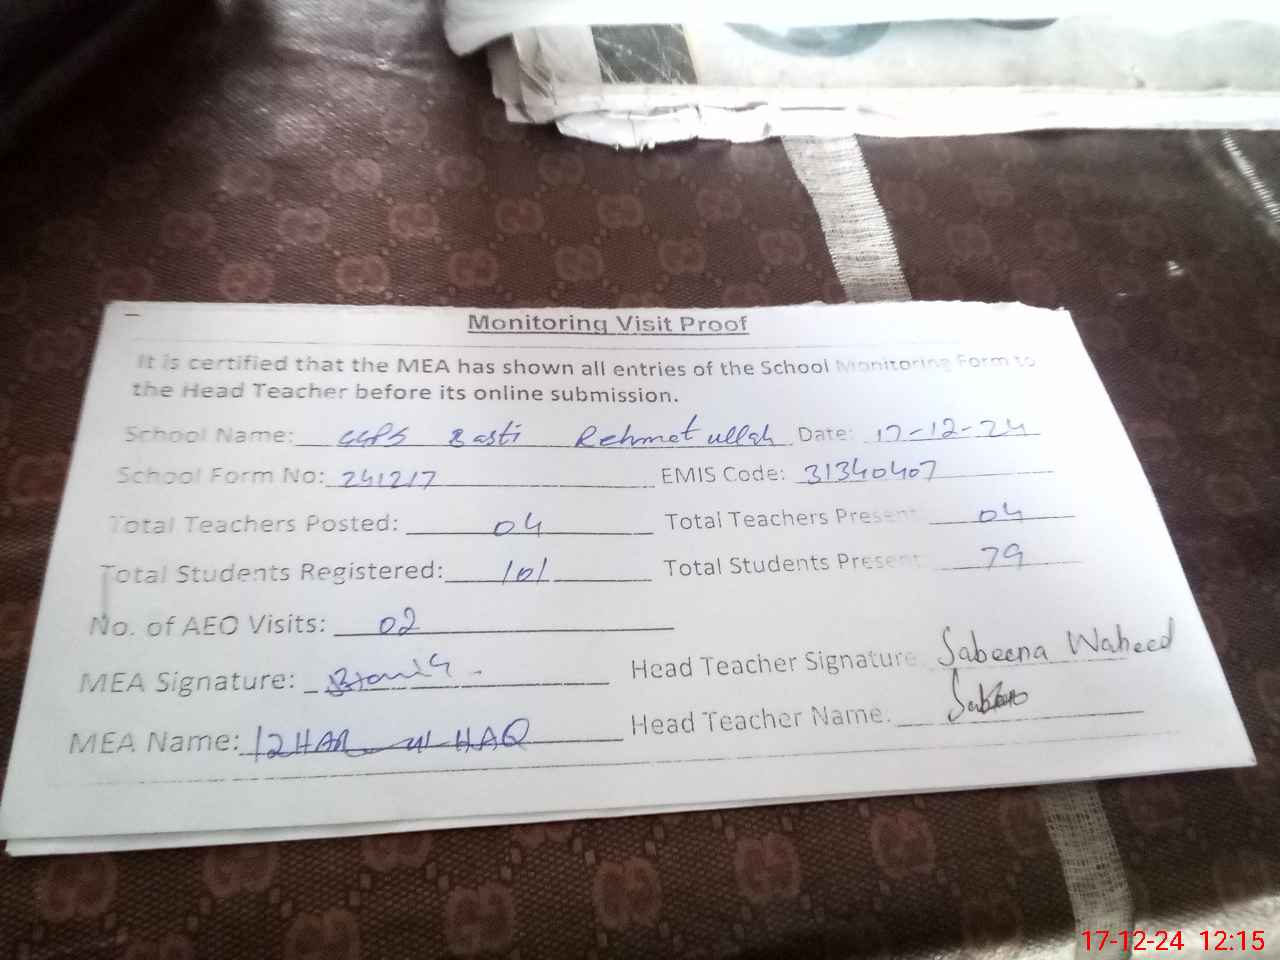 Monitoring Visit Proof
It is certified that the MEA has shown all entries of the School Monitoring Form to
the Head Teacher before its online submission.
School Name: GGPS Basti Rehmat ullah Date: 17-12-24
School Form No: 241217 EMIS Code: 31340407
Total Teachers Posted: 04 Total Teachers Present: 04
Total Students Registered: 101 Total Students Present: 79
No. of AEO Visits: 02
MEA Signature: Head Teacher Signature: Sabeena Waheed
MEA Name: IZHAR ul HAQ Head Teacher Name:
17-12-24 12:15